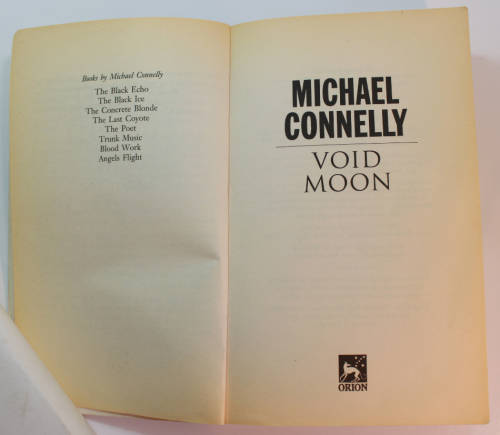 Books by Michael Connelly
The Black Echo
The Black Ice
The Concrete Blonde
The Last Coyote
The Poet
Trunk Music
Blood Work
Angels Flight
MICHAEL
CONNELLY
VOID
MOON
ORION